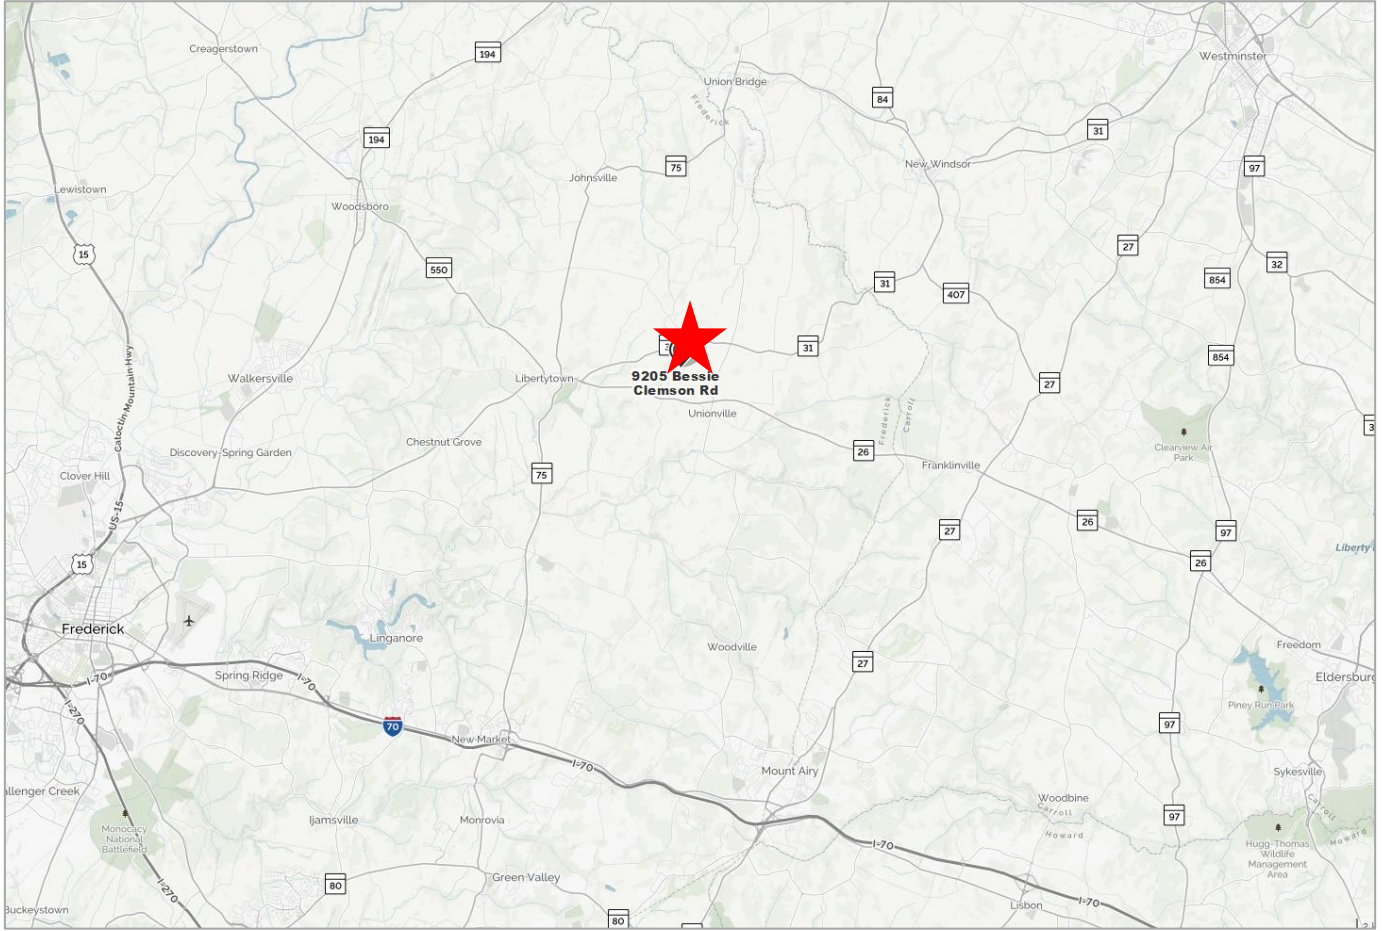 Creagerstown
194
Westminster
Union Bridge
84
Frederick
31
194
75
New Windsor
97
Johnsville
Lewistown
Woodsboro
15
27
32
550
854
31
407
31
854
9205 Bessie
Clemson Rd
Libertytown
Walkersville
27
Catoctin Mountain Hwy
Unionville
Frederick
Carroll
Chestnut Grove
Discovery-Spring Garden
26
Clearview Air
Park
Franklinville
Clover Hill
75
US-15
26
27
97
Liberty
15
26
Frederick
Linganore
Woodville
Freedom
27
Spring Ridge
I-70
I-70
Eldersburg
Piney Run Park
I-270
70
97
New Market
I-70
Mount Airy
Sykesville
allenger Creek
Woodbine
Carroll
Howard
Carroll
Howard
97
Ijamsville
Monrovia
Monocacy
National
Battlefield
I-70
Hugg-Thomas
Wildlife
Management
Area
Green Valley
80
I-270
I-70
Lisbon
Buckeystown
80